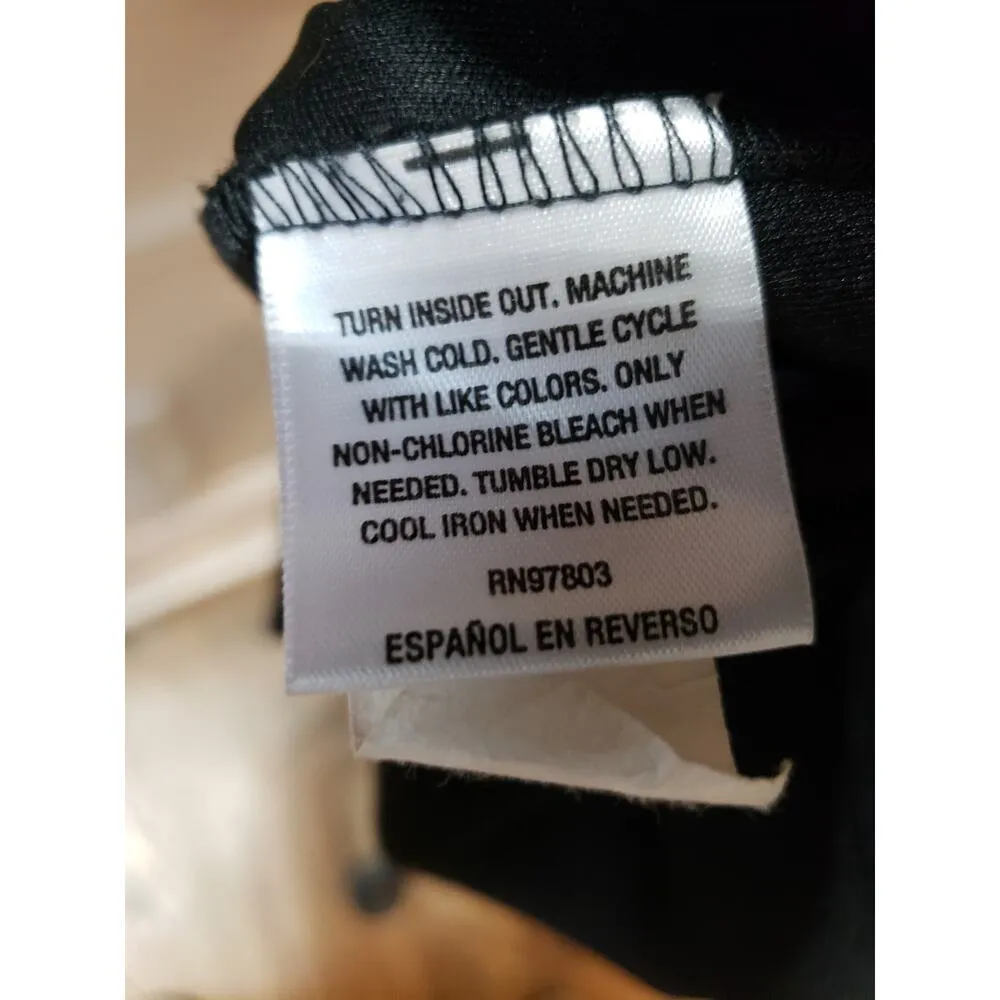 TURN INSIDE OUT. MACHINE
WASH COLD. GENTLE CYCLE
WITH LIKE COLORS. ONLY
NON-CHLORINE BLEACH WHEN
NEEDED. TUMBLE DRY LOW.
COOL IRON WHEN NEEDED.
RN97803
ESPAÑOL EN REVERSO